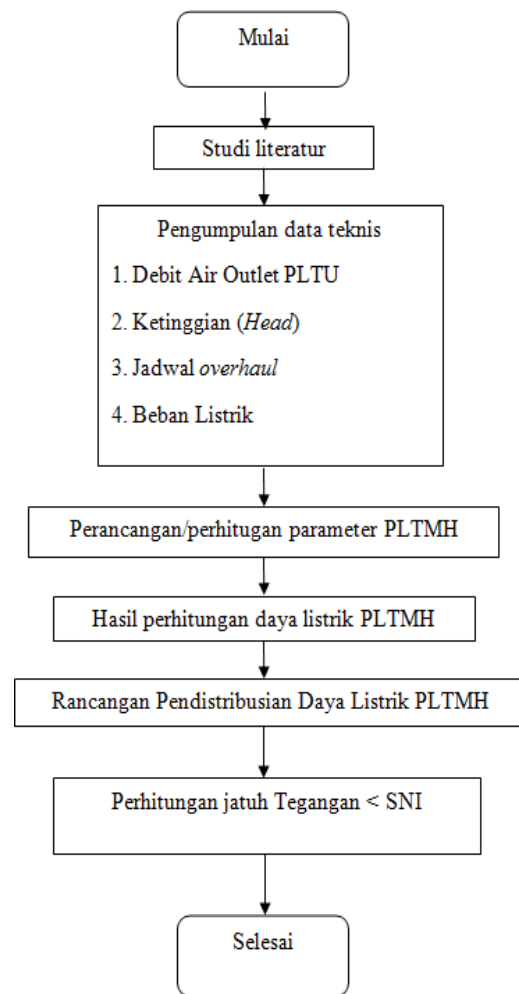 Mulai
Studi literatur
Pengumpulan data teknis
1. Debit Air Outlet PLTU
2. Ketinggian (Head)
3. Jadwal overhaul
4. Beban Listrik
Perancangan/perhitugan parameter PLTMH
Hasil perhitungan daya listrik PLTMH
Rancangan Pendistribusian Daya Listrik PLTMH
Perhitungan jatuh Tegangan < SNI
Selesai